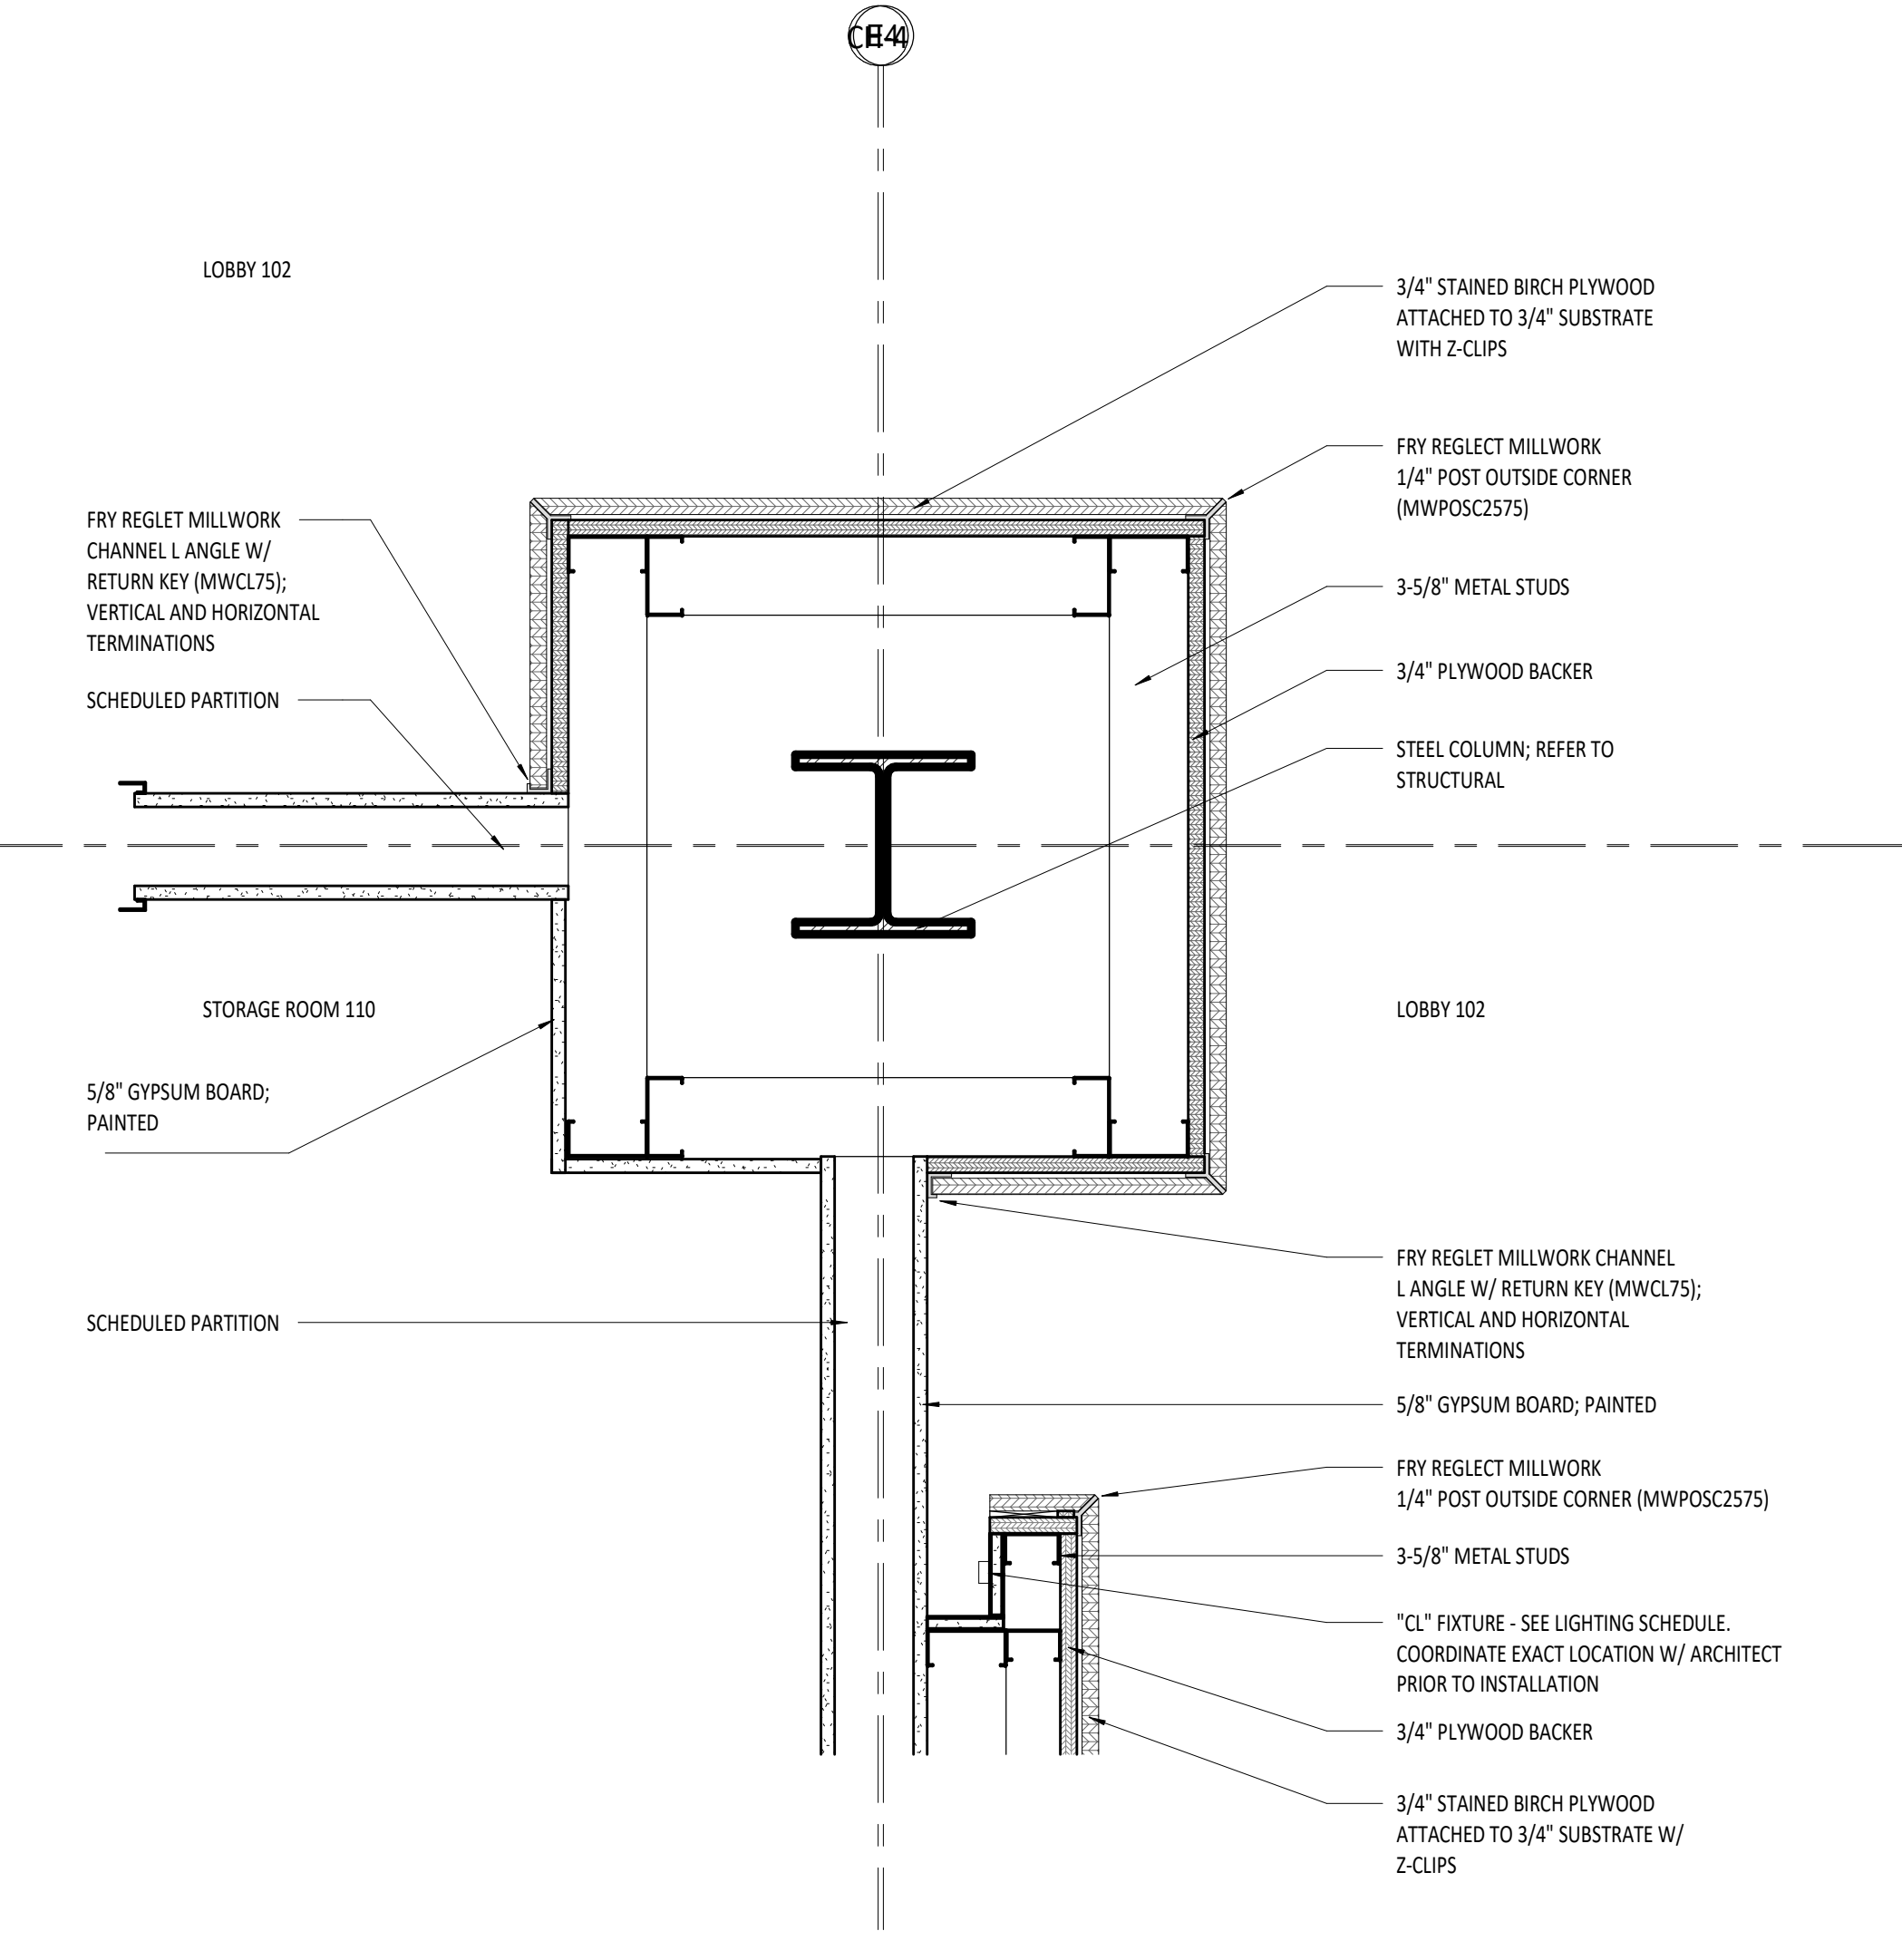 LOBBY 102
3/4" STAINED BIRCH PLYWOOD
ATTACHED TO 3/4" SUBSTRATE
WITH Z-CLIPS
FRY REGLECT MILLWORK
1/4" POST OUTSIDE CORNER
(MWPOSC2575)
FRY REGLET MILLWORK
CHANNEL L ANGLE W/
RETURN KEY (MWCL75);
VERTICAL AND HORIZONTAL
TERMINATIONS
3-5/8" METAL STUDS
3/4" PLYWOOD BACKER
SCHEDULED PARTITION
STEEL COLUMN; REFER TO
STRUCTURAL
STORAGE ROOM 110
LOBBY 102
5/8" GYPSUM BOARD;
PAINTED
FRY REGLET MILLWORK CHANNEL
L ANGLE W/ RETURN KEY (MWCL75);
VERTICAL AND HORIZONTAL
TERMINATIONS
SCHEDULED PARTITION
5/8" GYPSUM BOARD; PAINTED
FRY REGLECT MILLWORK
1/4" POST OUTSIDE CORNER (MWPOSC2575)
3-5/8" METAL STUDS
"CL" FIXTURE - SEE LIGHTING SCHEDULE.
COORDINATE EXACT LOCATION W/ ARCHITECT
PRIOR TO INSTALLATION
3/4" PLYWOOD BACKER
3/4" STAINED BIRCH PLYWOOD
ATTACHED TO 3/4" SUBSTRATE W/
Z-CLIPS